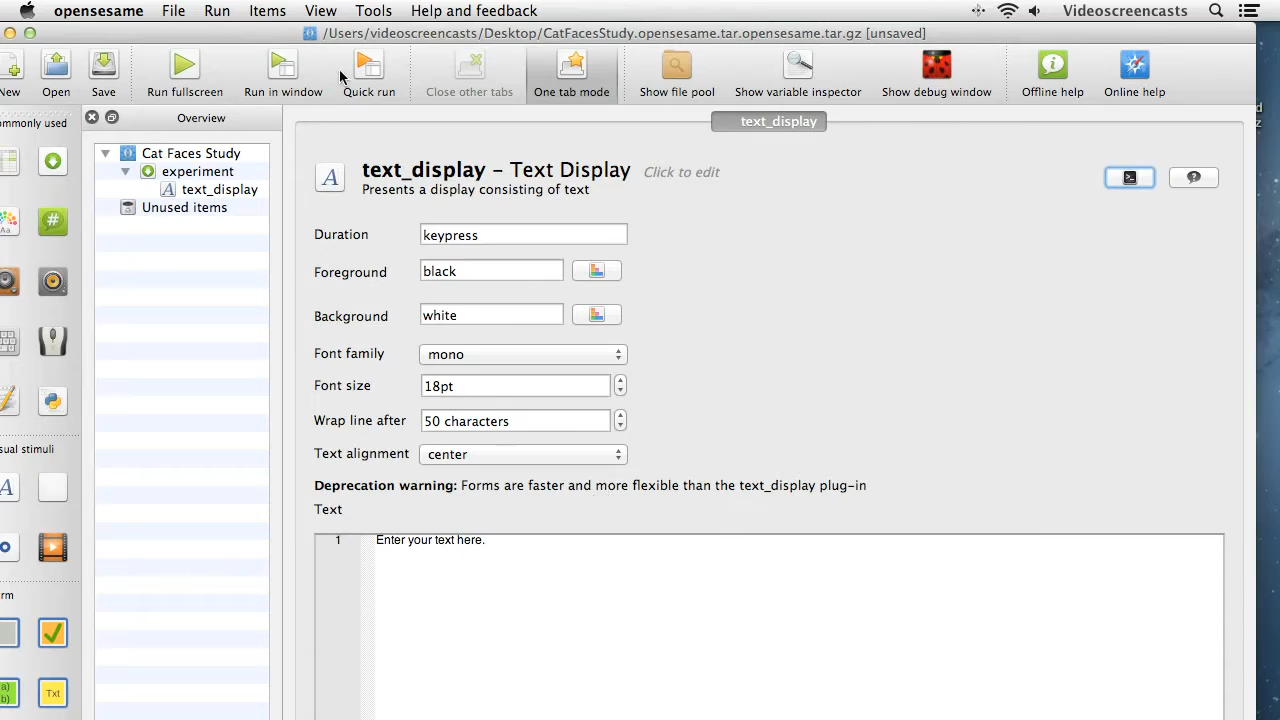 opensesame File Run Items View Tools Help and feedback Videoscreencasts
/Users/videoscreencasts/Desktop/CatFacesStudy.opensesame.tar.opensesame.tar.gz [unsaved]
New Open Save Run fullscreen Run in window Quick run Close other tabs One tab mode Show file pool Show variable inspector Show debug window Offline help Online help
ommonly used
Overview
text_display
Cat Faces Study
experiment
text_display
Unused items
text_display – Text Display Click to edit
Presents a display consisting of text
Duration keypress
Foreground black
Background white
Font family mono
Font size 18pt
Wrap line after 50 characters
Text alignment center
Deprecation warning: Forms are faster and more flexible than the text_display plug-in
Text
1 Enter your text here.
Aa
#
sual stimuli
A
rm
a)
b)
Txt